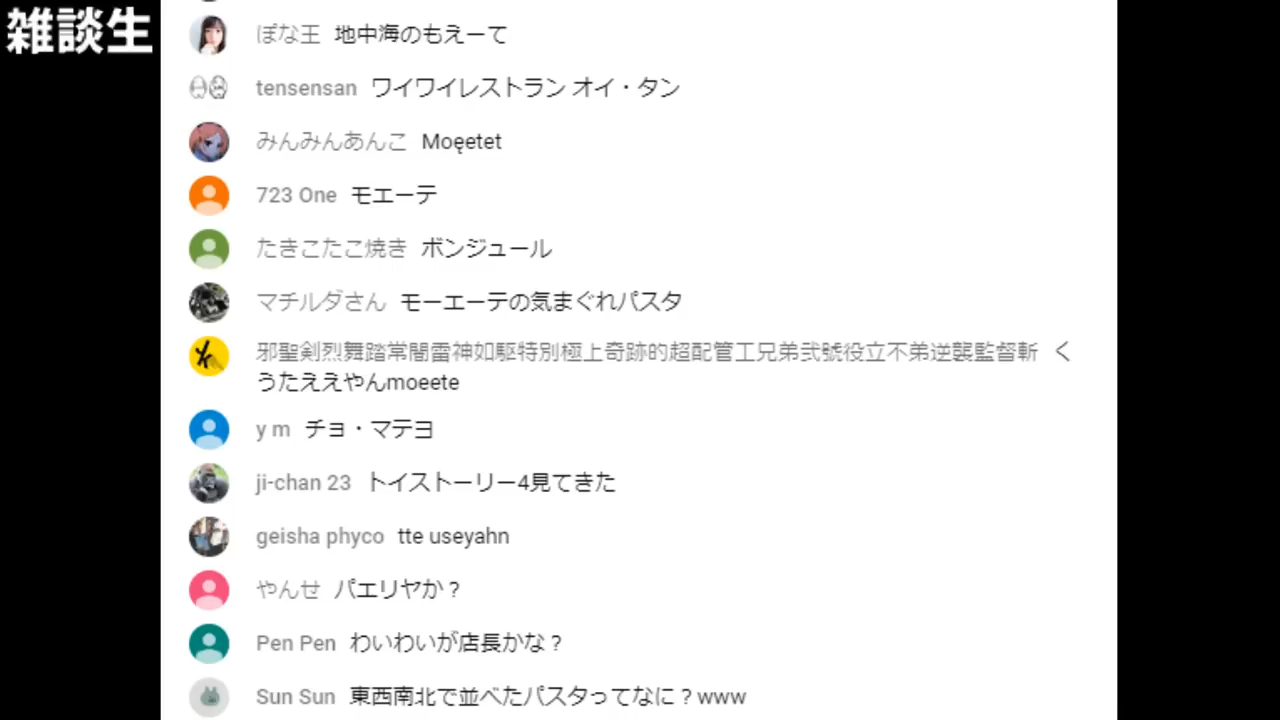 雑談生
ぽな王 地中海のもえーて
tensensan ワイワイレストラン オイ・タン
みんみんあんこ Moęetet
723 One モエーテ
たきこたこ焼き ボンジュール
マチルダさん モーエーテの気まぐれパスタ
邪聖剣烈舞踏常闇雷神如駆特別極上奇跡的超配管工兄弟弐號役立不弟逆襲監督斬 く
うたええやんmoeete
y m チョ・マテヨ
ji-chan 23 トイストーリー4見てきた
geisha phyco tte useyahn
やんせ パエリヤか？
Pen Pen わいわいが店長かな？
Sun Sun 東西南北で並べたパスタってなに？www